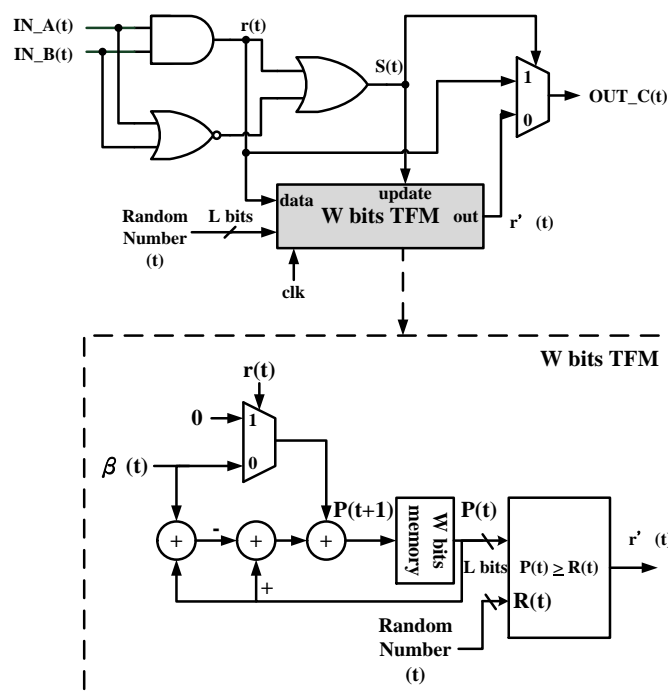 IN_A(t)
IN_B(t)
r(t)
S(t)
1
0
OUT_C(t)
data
update
W bits TFM
out
r' (t)
Random
Number
(t)
L bits
clk
W bits TFM
r(t)
0
1
0
β (t)
P(t+1)
W bits
memory
P(t)
L bits
+
-
+
+
+
P(t) ≥ R(t)
R(t)
r' (t)
Random
Number
(t)